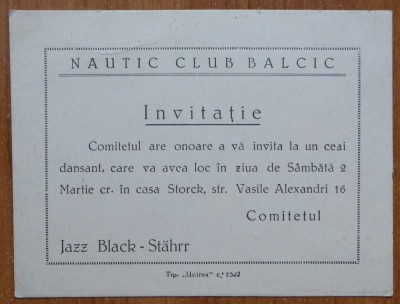 NAUTIC CLUB BALCIC
Invitație
Comitetul are onoare a vă invita la un ceai
dansant, care va avea loc în ziua de Sâmbătă 2
Martie cr. în casa Storck, str. Vasile Alexandri 16
Comitetul
Jazz Black - Stährr
Tip. „Unirea"